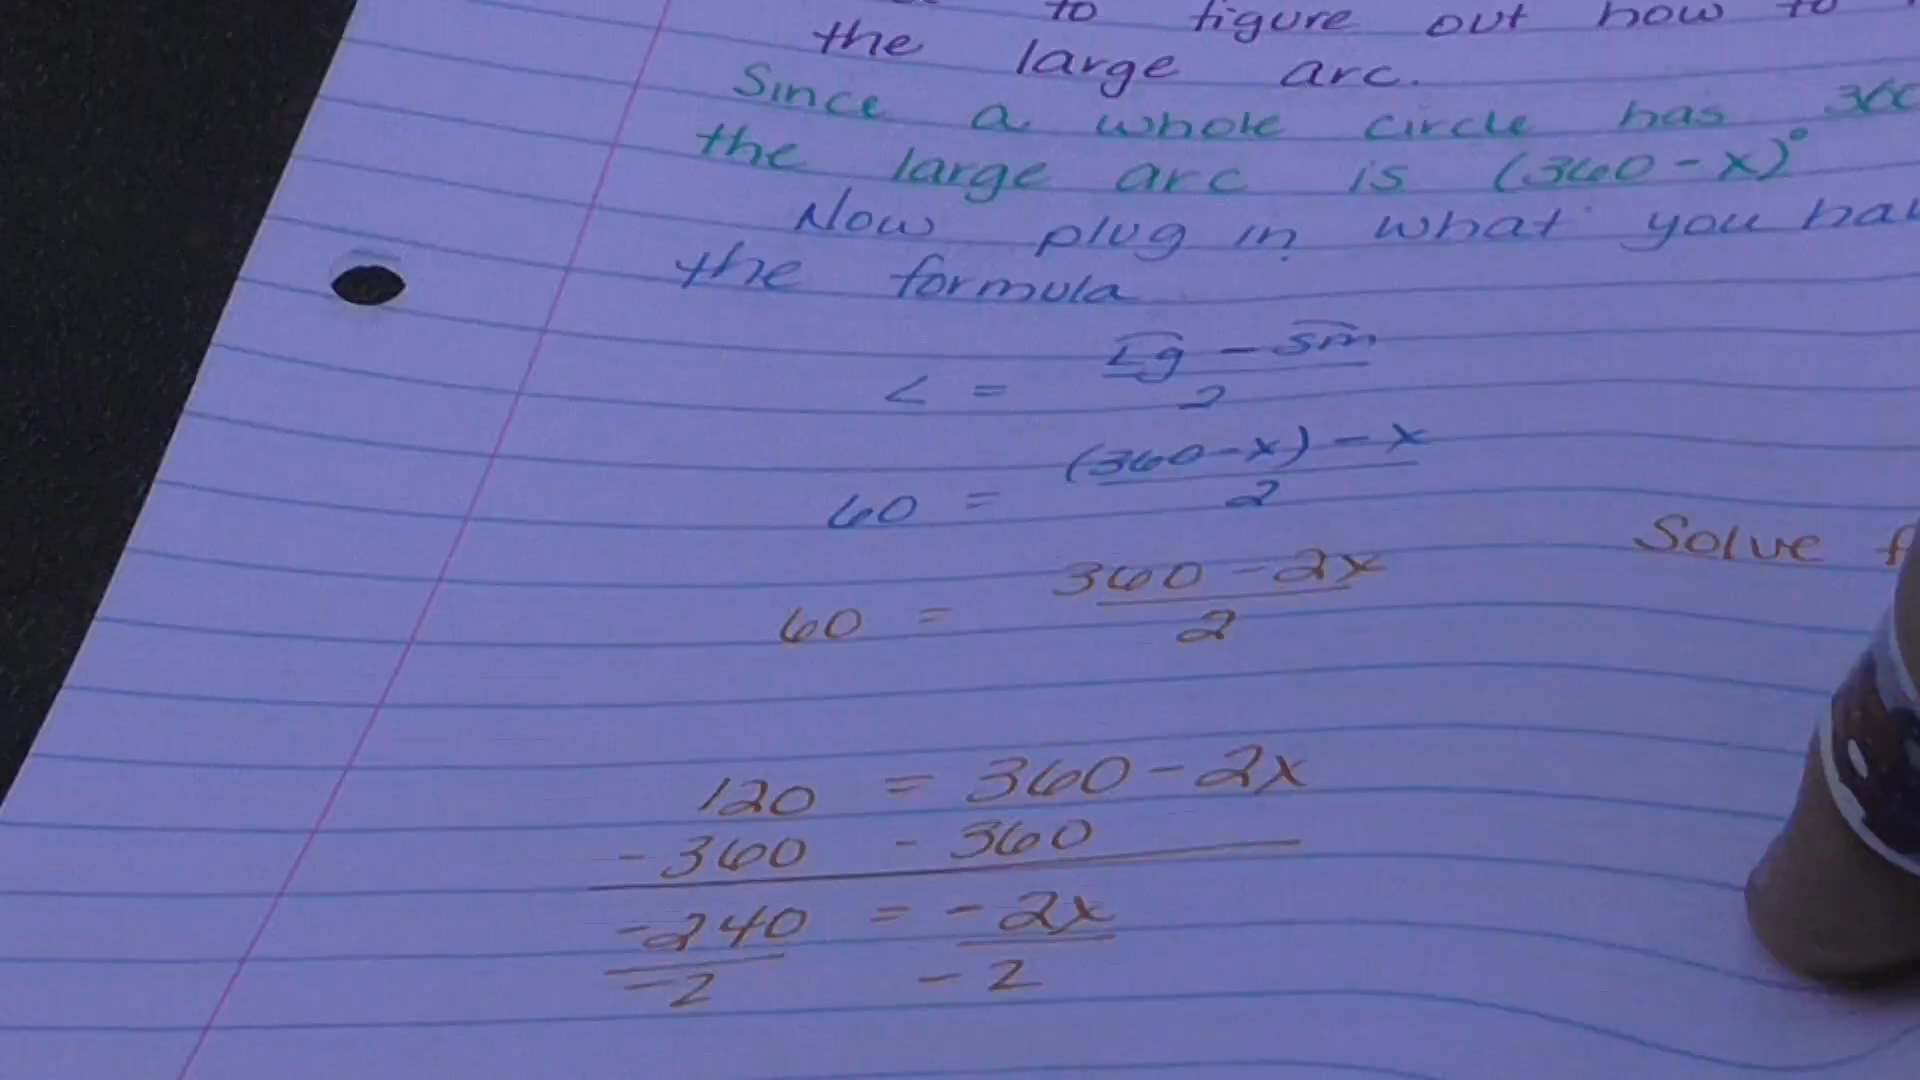 to figure out how to
the large arc.
Since a whole circle has 360
the large arc is (360-x)°
Now plug in what you hav
the formula
∠ = Lg - Sm / 2
60 = (360-x) - x / 2
60 = 360 - 2x / 2
Solve f
120 = 360 - 2x
-360 - 360
-240 = -2x
-2 -2